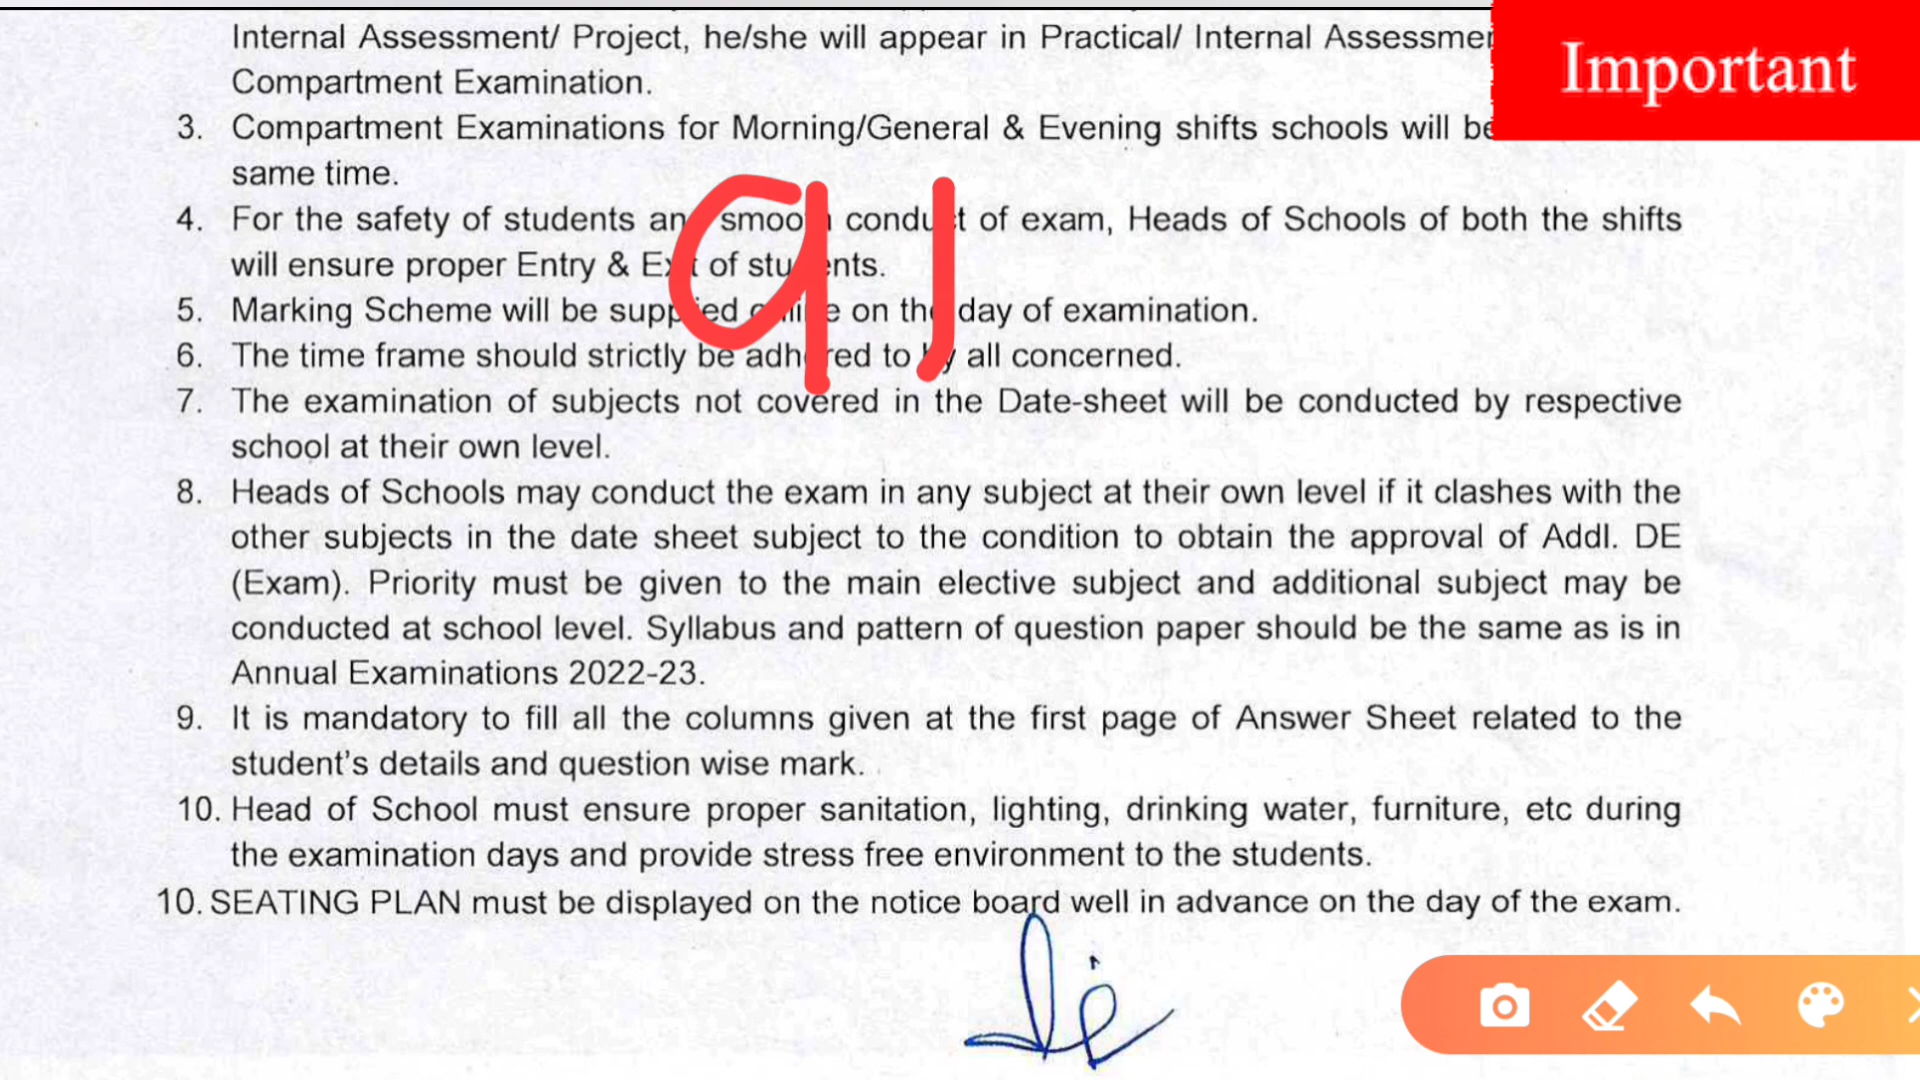 Internal Assessment/ Project, he/she will appear in Practical/ Internal
Important
Compartment Examination.
3. Compartment Examinations for Morning/General & Evening shifts schools will be
same time.
4. For the safety of students and smooth conduct of exam, Heads of Schools of both the shifts
will ensure proper Entry & Exit of students.
5. Marking Scheme will be supplied online on the day of examination.
6. The time frame should strictly be adhered to by all concerned.
7. The examination of subjects not covered in the Date-sheet will be conducted by respective
school at their own level.
8. Heads of Schools may conduct the exam in any subject at their own level if it clashes with the
other subjects in the date sheet subject to the condition to obtain the approval of Addl. DE
(Exam). Priority must be given to the main elective subject and additional subject may be
conducted at school level. Syllabus and pattern of question paper should be the same as is in
Annual Examinations 2022-23.
9. It is mandatory to fill all the columns given at the first page of Answer Sheet related to the
student's details and question wise mark.
10. Head of School must ensure proper sanitation, lighting, drinking water, furniture, etc during
the examination days and provide stress free environment to the students.
10. SEATING PLAN must be displayed on the notice board well in advance on the day of the exam.